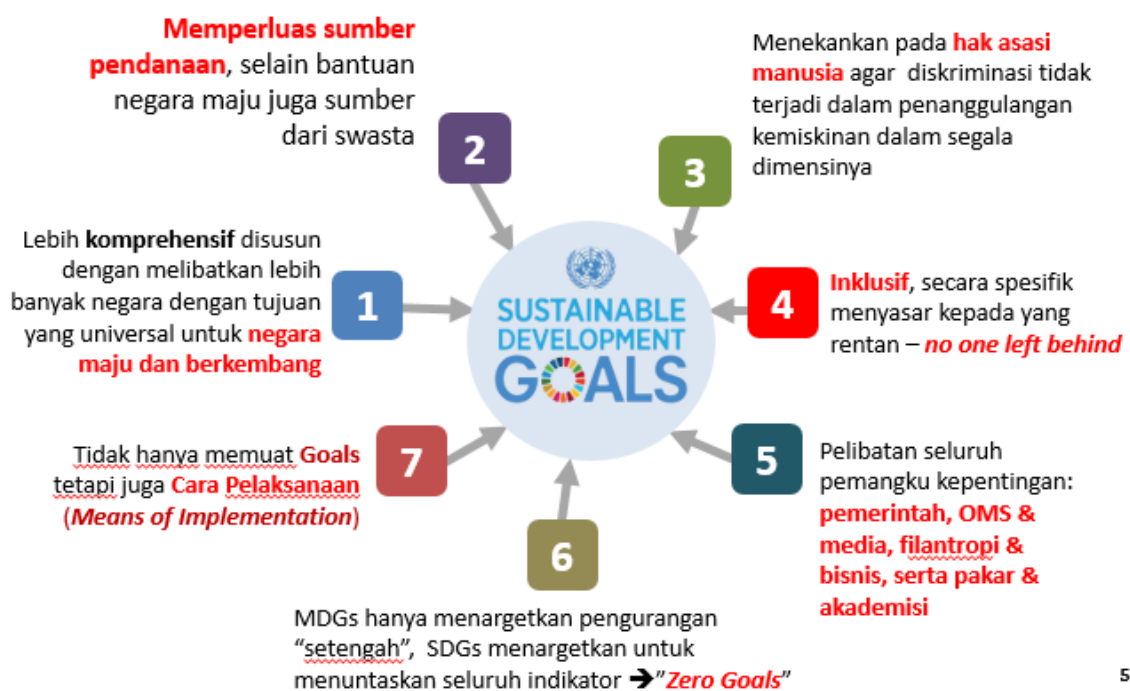 Memperluas sumber
pendanaan, selain bantuan
negara maju juga sumber
dari swasta
2
Menekankan pada hak asasi
manusia agar diskriminasi tidak
terjadi dalam penanggulangan
kemiskinan dalam segala
dimensinya
3
Lebih komprehensif disusun
dengan melibatkan lebih
banyak negara dengan tujuan
yang universal untuk negara
maju dan berkembang
1
SUSTAINABLE
DEVELOPMENT
GOALS
4
Inklusif, secara spesifik
menyasar kepada yang
rentan – no one left behind
Tidak hanya memuat Goals
tetapi juga Cara Pelaksanaan
(Means of Implementation)
7
5
Pelibatan seluruh
pemangku kepentingan:
pemerintah, OMS &
media, filantropi &
bisnis, serta pakar &
akademisi
6
MDGs hanya menargetkan pengurangan
“setengah”, SDGs menargetkan untuk
menuntaskan seluruh indikator ➔”Zero Goals”
5